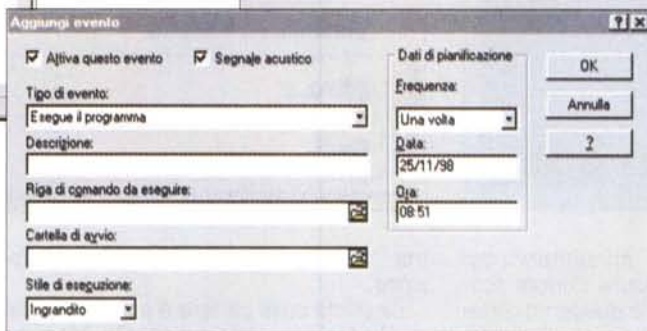 Aggiungi evento
Attiva questo evento
Segnale acustico
Tipo di evento:
Esegue il programma
Descrizione:
Riga di comando da eseguire:
Cartella di avvio:
Stile di esecuzione:
Ingrandito
Dati di pianificazione
Frequenza:
Una volta
Data:
25/11/98
Ora:
08:51
OK
Annulla
?